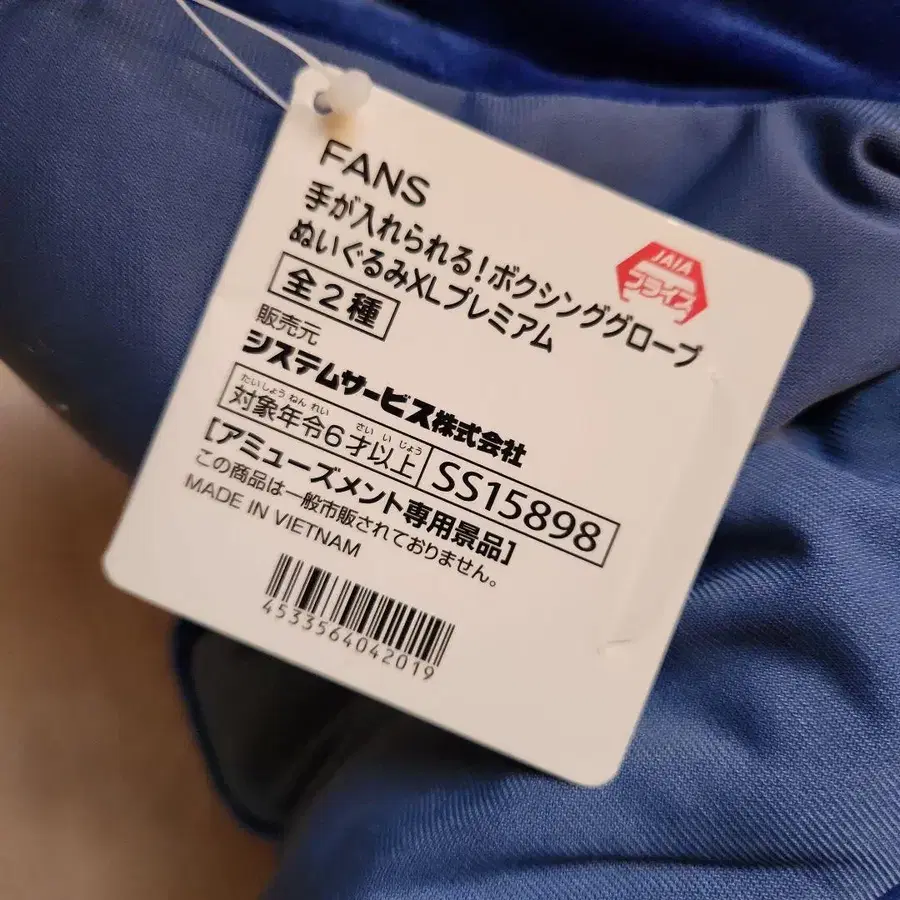 FANS
手が入れられる!ボクシンググローブ
ぬいぐるみXLプレミアム
JAIA
プライズ
全2種
販売元
システムサービス株式会社
たいしょうねんれい さいいじょう
対象年令6才以上 SS15898
[アミューズメント専用景品]
この商品は一般市販されておりません。
MADE IN VIETNAM
4533564042019